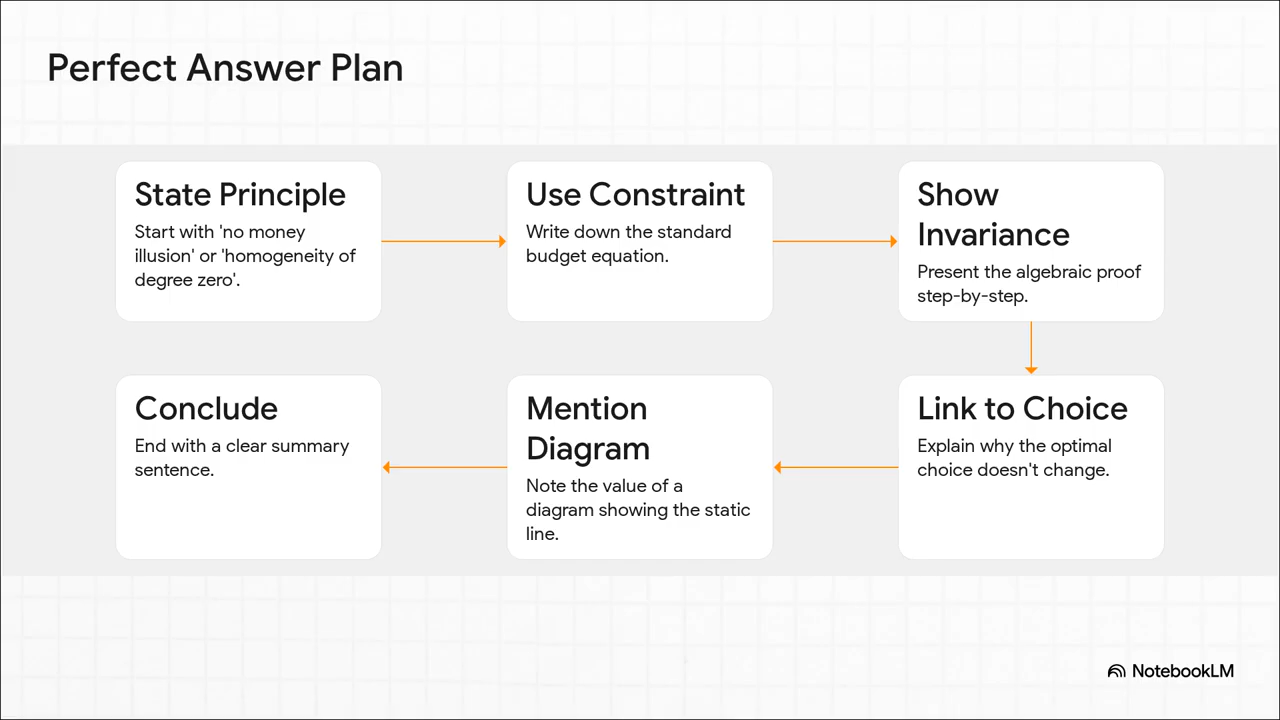 Perfect Answer Plan
State Principle
Start with 'no money
illusion' or 'homogeneity of
degree zero'.
Use Constraint
Write down the standard
budget equation.
Show
Invariance
Present the algebraic proof
step-by-step.
Link to Choice
Explain why the optimal
choice doesn't change.
Mention
Diagram
Note the value of a
diagram showing the static
line.
Conclude
End with a clear summary
sentence.
NotebookLM